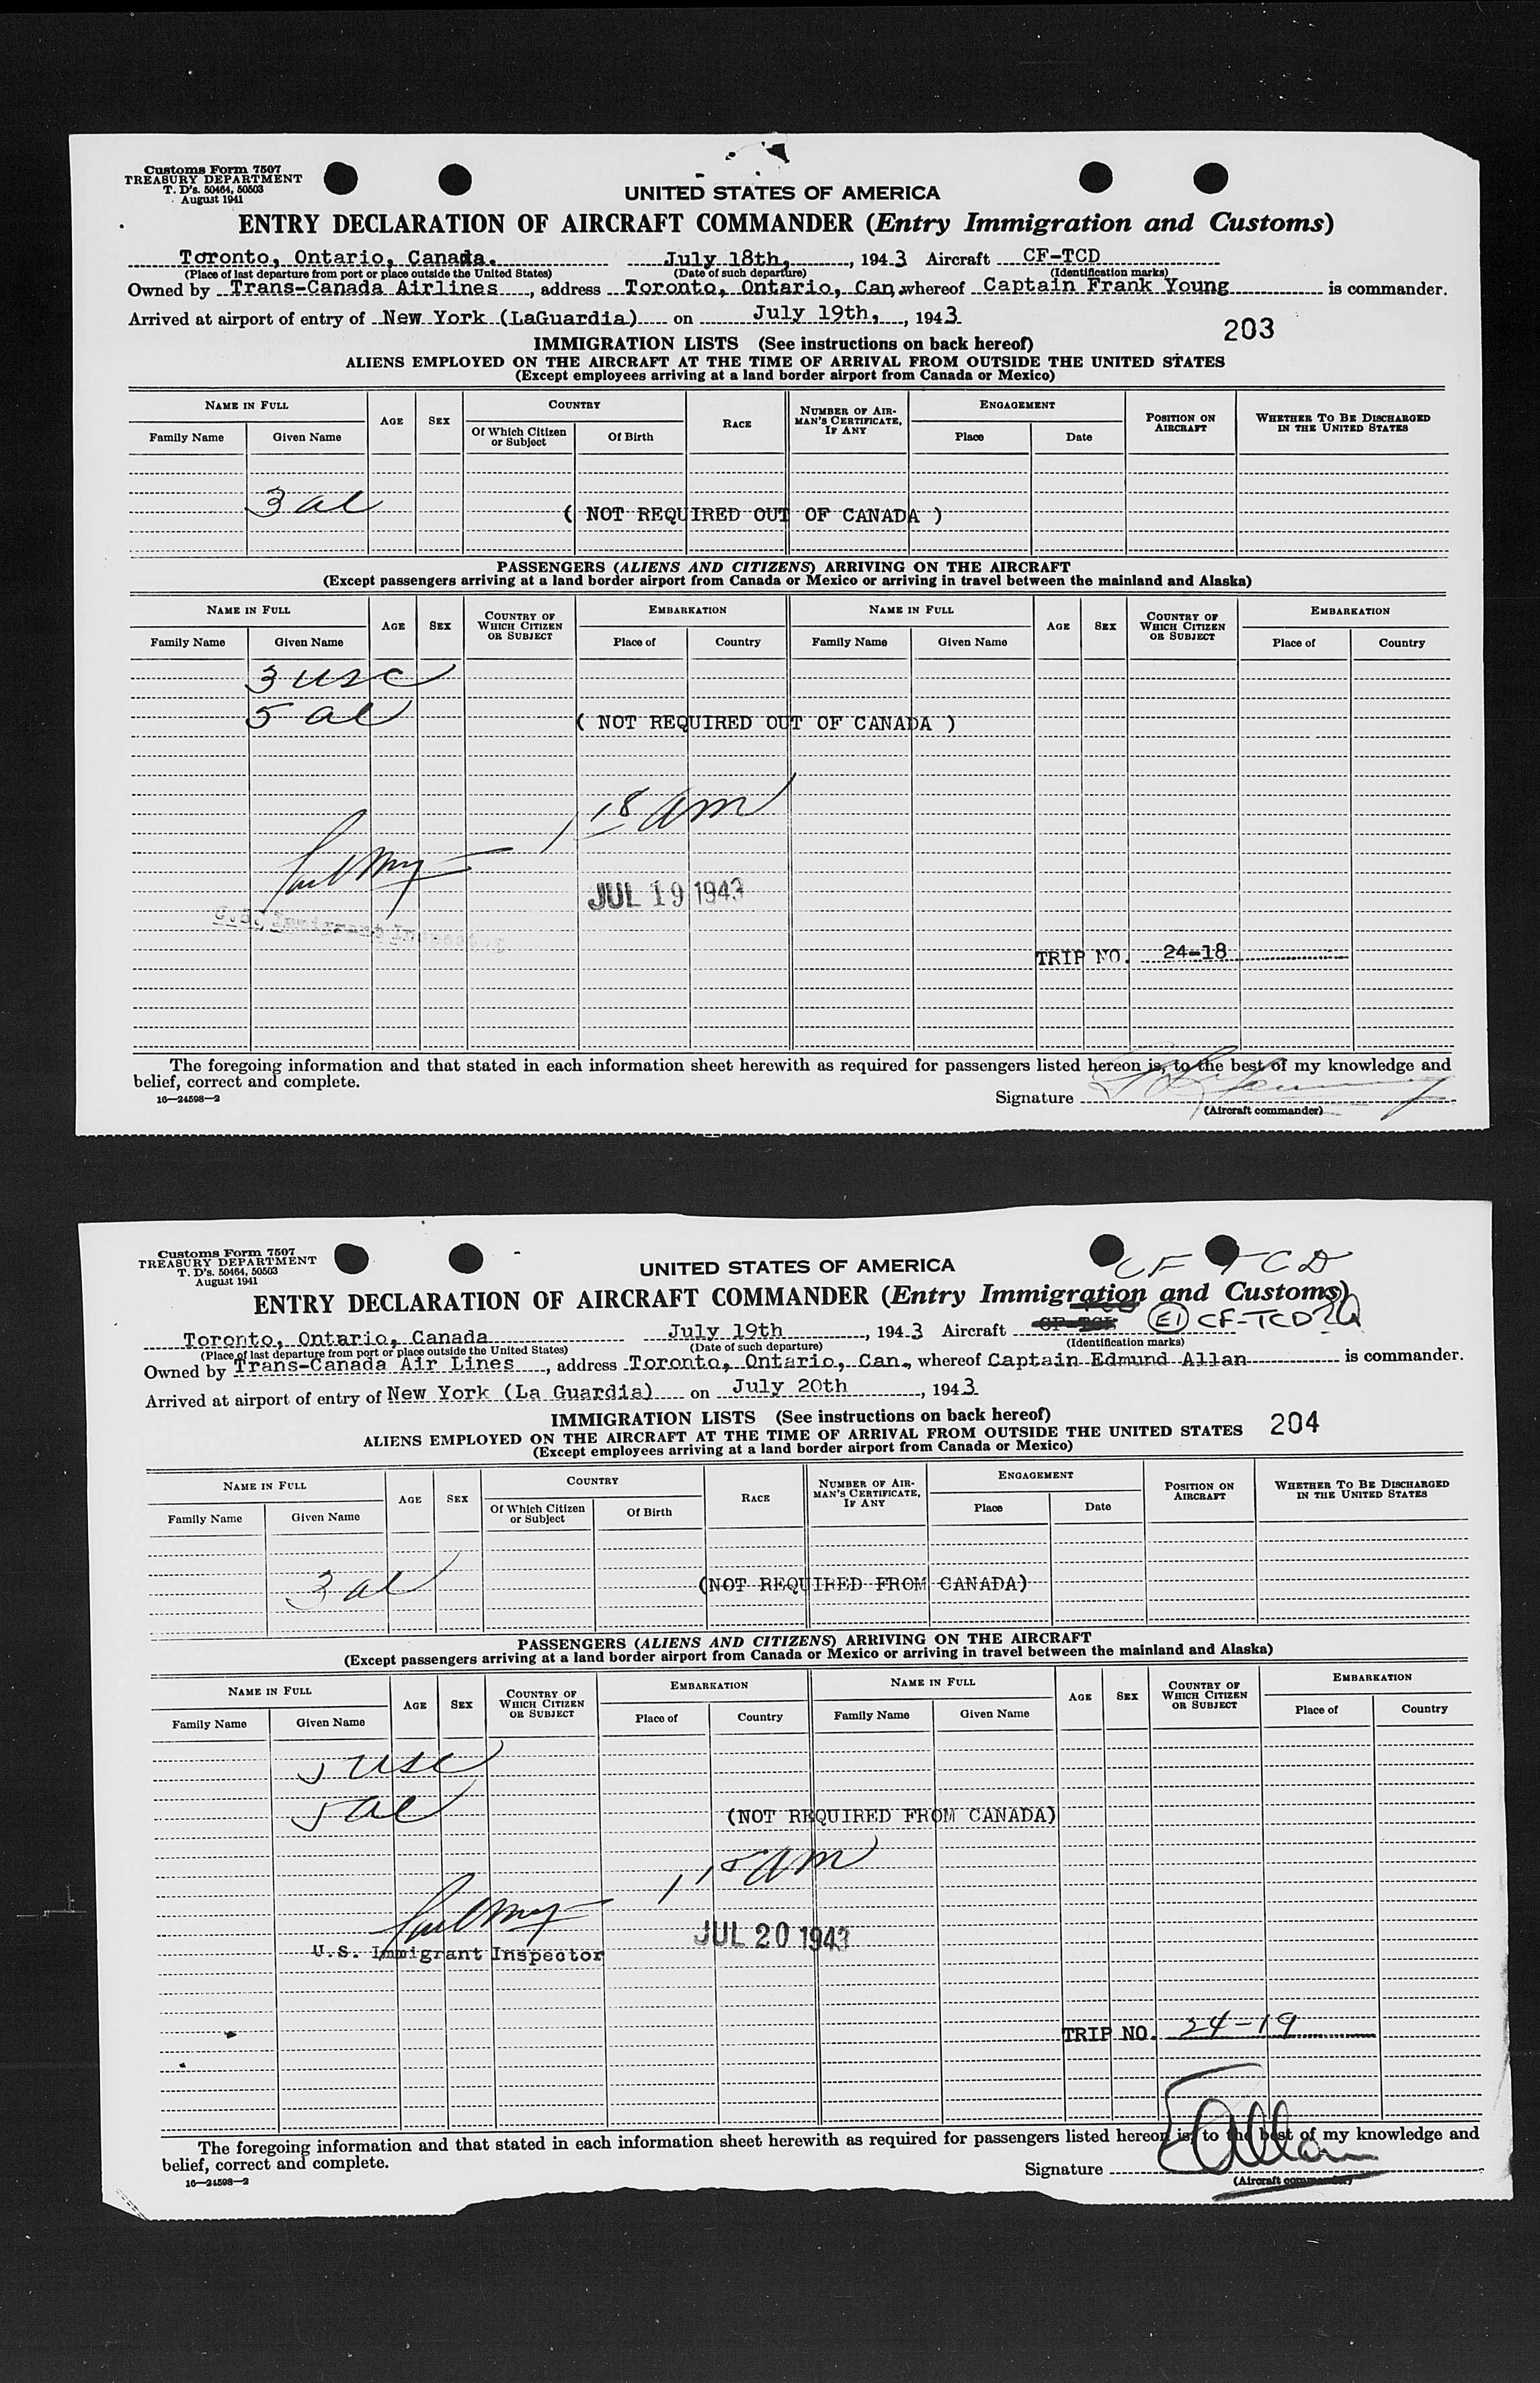 Customs Form 7507
TREASURY DEPARTMENT
T. D's. 50464, 50503
August 1941
UNITED STATES OF AMERICA
ENTRY DECLARATION OF AIRCRAFT COMMANDER (Entry Immigration and Customs)
Toronto, Ontario, Canada. July 18th, , 1943 Aircraft CF-TCD
(Place of last departure from port or place outside the United States) (Date of such departure) (Identification marks)
Owned by Trans-Canada Airlines, address Toronto, Ontario, Can, whereof Captain Frank Young is commander.
Arrived at airport of entry of New York (LaGuardia) on July 19th, , 1943
203
IMMIGRATION LISTS (See instructions on back hereof)
ALIENS EMPLOYED ON THE AIRCRAFT AT THE TIME OF ARRIVAL FROM OUTSIDE THE UNITED STATES
(Except employees arriving at a land border airport from Canada or Mexico)
NAME IN FULL AGE SEX COUNTRY RACE NUMBER OF AIRMAN'S CERTIFICATE, IF ANY ENGAGEMENT POSITION ON AIRCRAFT WHETHER TO BE DISCHARGED IN THE UNITED STATES
Family Name Given Name Of Which Citizen or Subject Of Birth Place Date
3 al
( NOT REQUIRED OUT OF CANADA )
PASSENGERS (ALIENS AND CITIZENS) ARRIVING ON THE AIRCRAFT
(Except passengers arriving at a land border airport from Canada or Mexico or arriving in travel between the mainland and Alaska)
NAME IN FULL AGE SEX COUNTRY OF WHICH CITIZEN OR SUBJECT EMBARKATION NAME IN FULL AGE SEX COUNTRY OF WHICH CITIZEN OR SUBJECT EMBARKATION
Family Name Given Name Place of Country Family Name Given Name Place of Country
3 usc
5 al
( NOT REQUIRED OUT OF CANADA )
1 18 am
JUL 19 1943
U.S. Immigrant Inspector
TRIP NO. 24-18
The foregoing information and that stated in each information sheet herewith as required for passengers listed hereon is, to the best of my knowledge and
belief, correct and complete.
16—24598—2
Signature
(Aircraft commander)
Customs Form 7507
TREASURY DEPARTMENT
T. D's. 50464, 50503
August 1941
CF TCD
UNITED STATES OF AMERICA
ENTRY DECLARATION OF AIRCRAFT COMMANDER (Entry Immigration and Customs)
Toronto, Ontario, Canada July 19th , 1943 Aircraft E1 CF-TCD
(Place of last departure from port or place outside the United States) (Date of such departure) (Identification marks)
Owned by Trans-Canada Air Lines, address Toronto, Ontario, Can., whereof Captain Edmund Allan is commander.
Arrived at airport of entry of New York (La Guardia) on July 20th , 1943
IMMIGRATION LISTS (See instructions on back hereof)
204
ALIENS EMPLOYED ON THE AIRCRAFT AT THE TIME OF ARRIVAL FROM OUTSIDE THE UNITED STATES
(Except employees arriving at a land border airport from Canada or Mexico)
NAME IN FULL AGE SEX COUNTRY RACE NUMBER OF AIRMAN'S CERTIFICATE, IF ANY ENGAGEMENT POSITION ON AIRCRAFT WHETHER TO BE DISCHARGED IN THE UNITED STATES
Family Name Given Name Of Which Citizen or Subject Of Birth Place Date
3 al
(NOT REQUIRED FROM CANADA)
PASSENGERS (ALIENS AND CITIZENS) ARRIVING ON THE AIRCRAFT
(Except passengers arriving at a land border airport from Canada or Mexico or arriving in travel between the mainland and Alaska)
NAME IN FULL AGE SEX COUNTRY OF WHICH CITIZEN OR SUBJECT EMBARKATION NAME IN FULL AGE SEX COUNTRY OF WHICH CITIZEN OR SUBJECT EMBARKATION
Family Name Given Name Place of Country Family Name Given Name Place of Country
5 usc
5 al
(NOT REQUIRED FROM CANADA)
1 15 am
JUL 20 1943
U.S. Immigrant Inspector
TRIP NO. 24-19
The foregoing information and that stated in each information sheet herewith as required for passengers listed hereon is, to the best of my knowledge and
belief, correct and complete.
16—24598—2
Signature E Allan
(Aircraft commander)